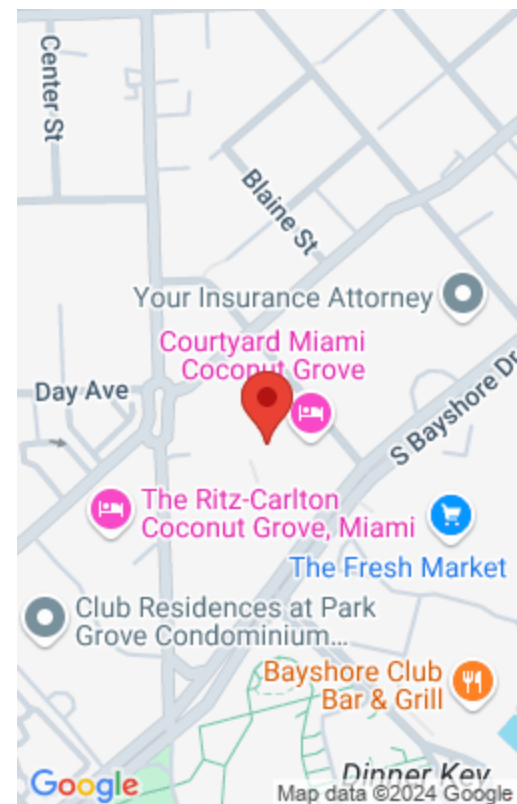 Center St
Blaine St
Your Insurance Attorney
Courtyard Miami
Coconut Grove
Day Ave
S Bayshore Dr
The Ritz-Carlton
Coconut Grove, Miami
The Fresh Market
Club Residences at Park
Grove Condominium...
Bayshore Club
Bar & Grill
Dinner Key
Google
Map data ©2024 Google